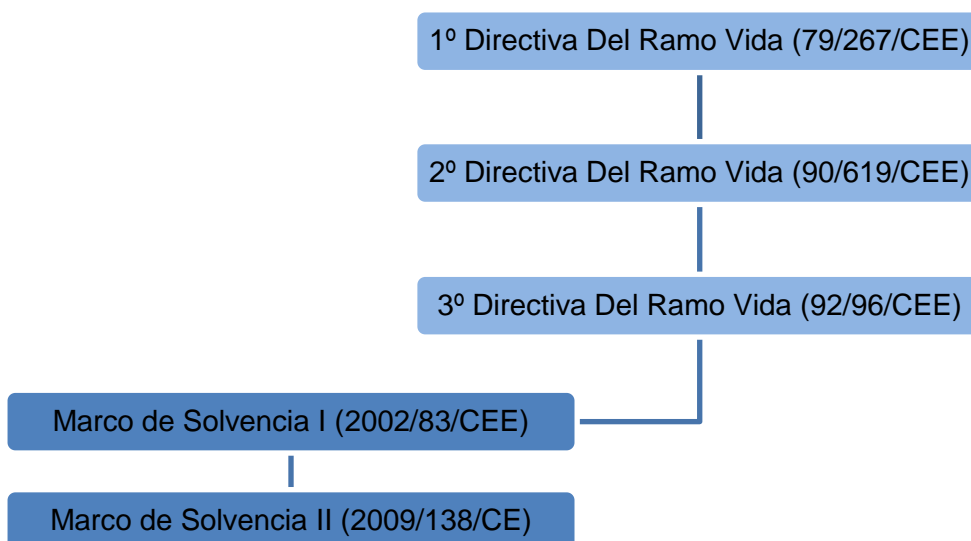 1º Directiva Del Ramo Vida (79/267/CEE)
2º Directiva Del Ramo Vida (90/619/CEE)
3º Directiva Del Ramo Vida (92/96/CEE)
Marco de Solvencia I (2002/83/CEE)
Marco de Solvencia II (2009/138/CE)